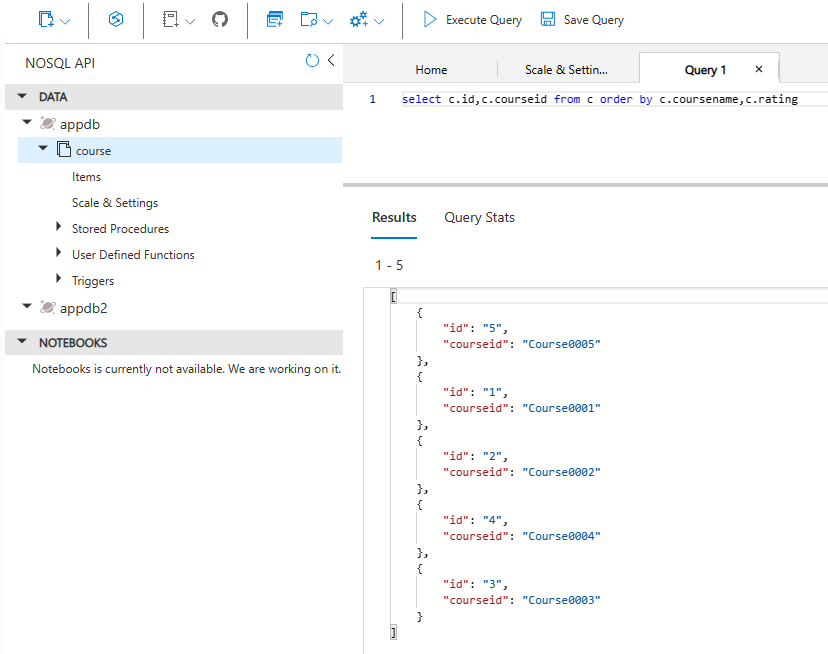 Execute Query
Save Query
NOSQL API
DATA
appdb
course
Items
Scale & Settings
Stored Procedures
User Defined Functions
Triggers
appdb2
NOTEBOOKS
Notebooks is currently not available. We are working on it.
Home
Scale & Settin...
Query 1
1 select c.id,c.courseid from c order by c.coursename,c.rating
Results
Query Stats
1 - 5
[
{
"id": "5",
"courseid": "Course0005"
},
{
"id": "1",
"courseid": "Course0001"
},
{
"id": "2",
"courseid": "Course0002"
},
{
"id": "4",
"courseid": "Course0004"
},
{
"id": "3",
"courseid": "Course0003"
}
]